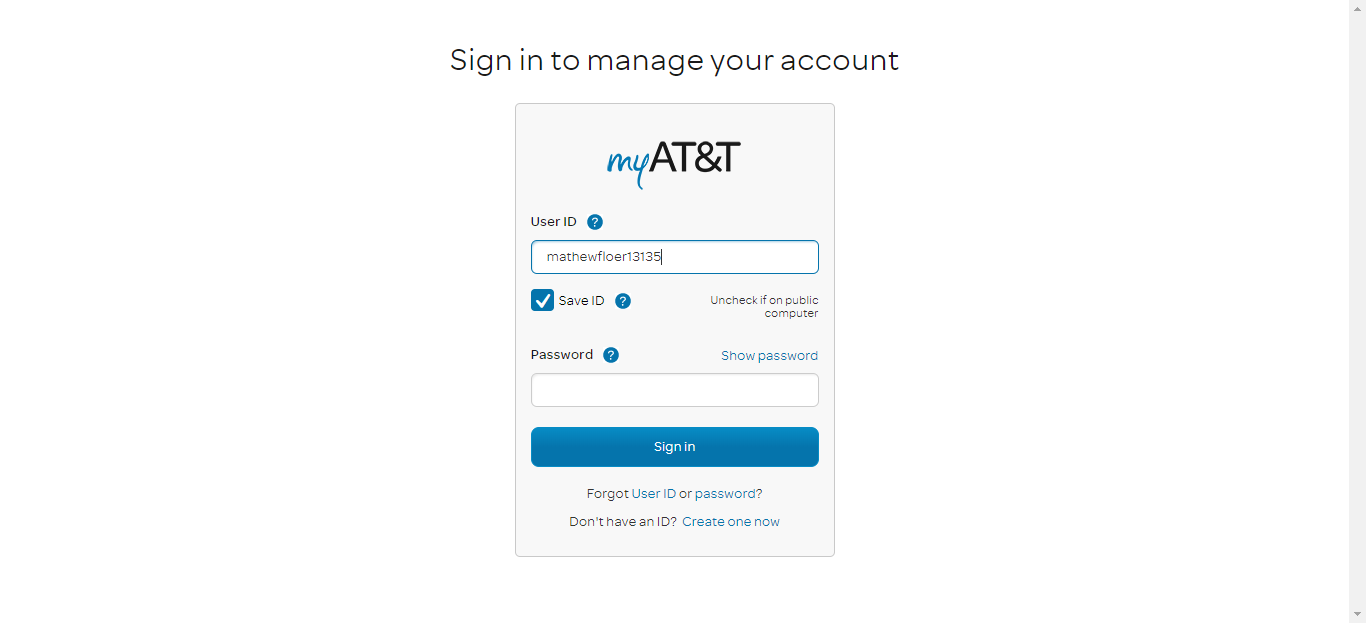 Sign in to manage your account
myAT&T
User ID ?
mathewfloer13135
Save ID ?
Uncheck if on public
computer
Password ?
Show password
Sign in
Forgot User ID or password?
Don't have an ID? Create one now